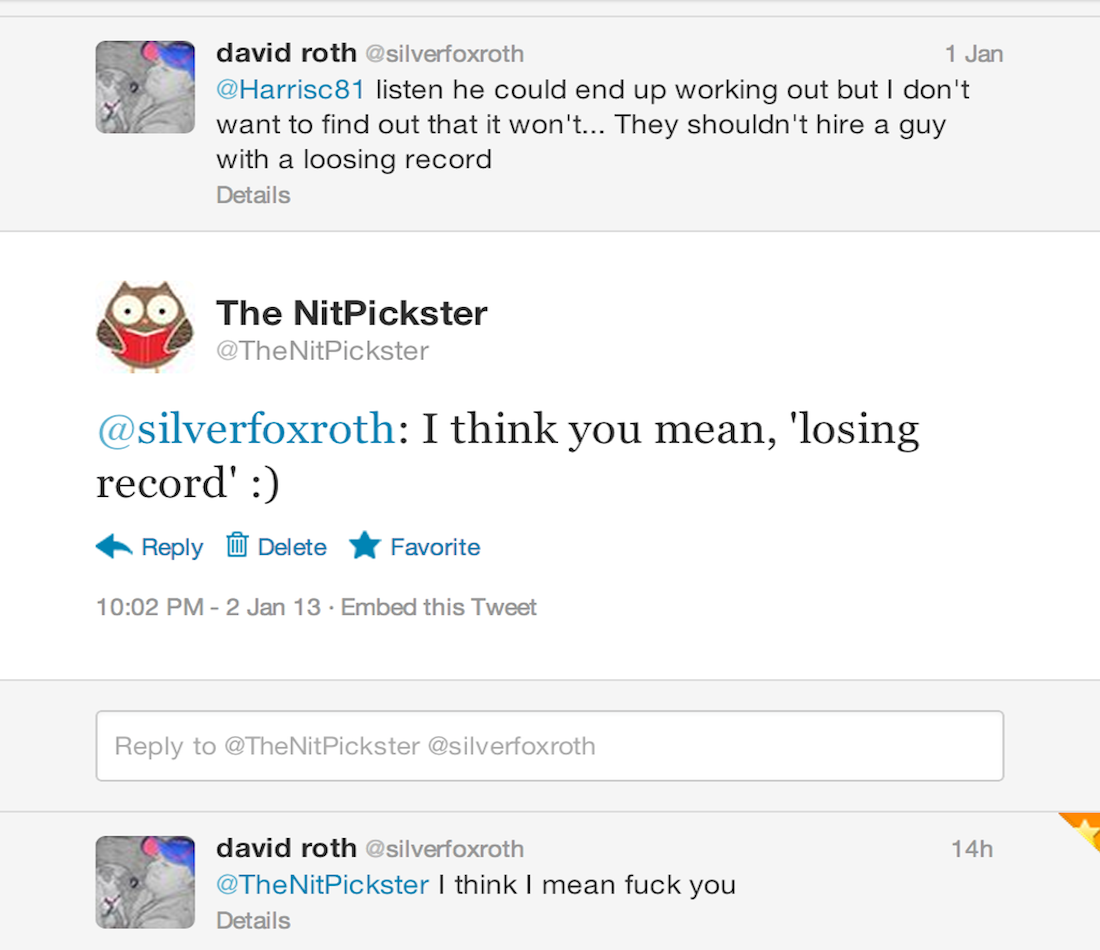 david roth @silverfoxroth 1 Jan
@Harrisc81 listen he could end up working out but I don't
want to find out that it won't... They shouldn't hire a guy
with a loosing record
Details
The NitPickster
@TheNitPickster
@silverfoxroth: I think you mean, 'losing
record' :)
Reply Delete Favorite
10:02 PM - 2 Jan 13 · Embed this Tweet
Reply to @TheNitPickster @silverfoxroth
david roth @silverfoxroth 14h
@TheNitPickster I think I mean fuck you
Details